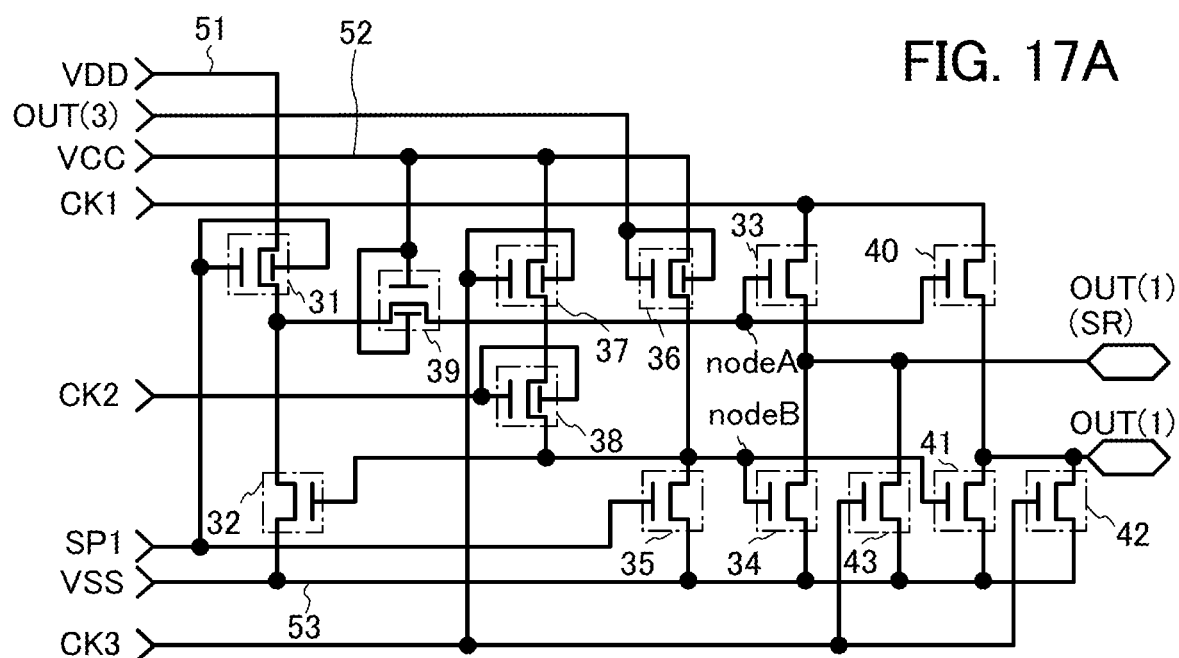 FIG. 17A
51
52
VDD
OUT(3)
VCC
CK1
33
40
31
39
37
36
OUT(1)
(SR)
nodeA
CK2
38
nodeB
OUT(1)
41
32
35
34
43
42
SP1
VSS
53
CK3